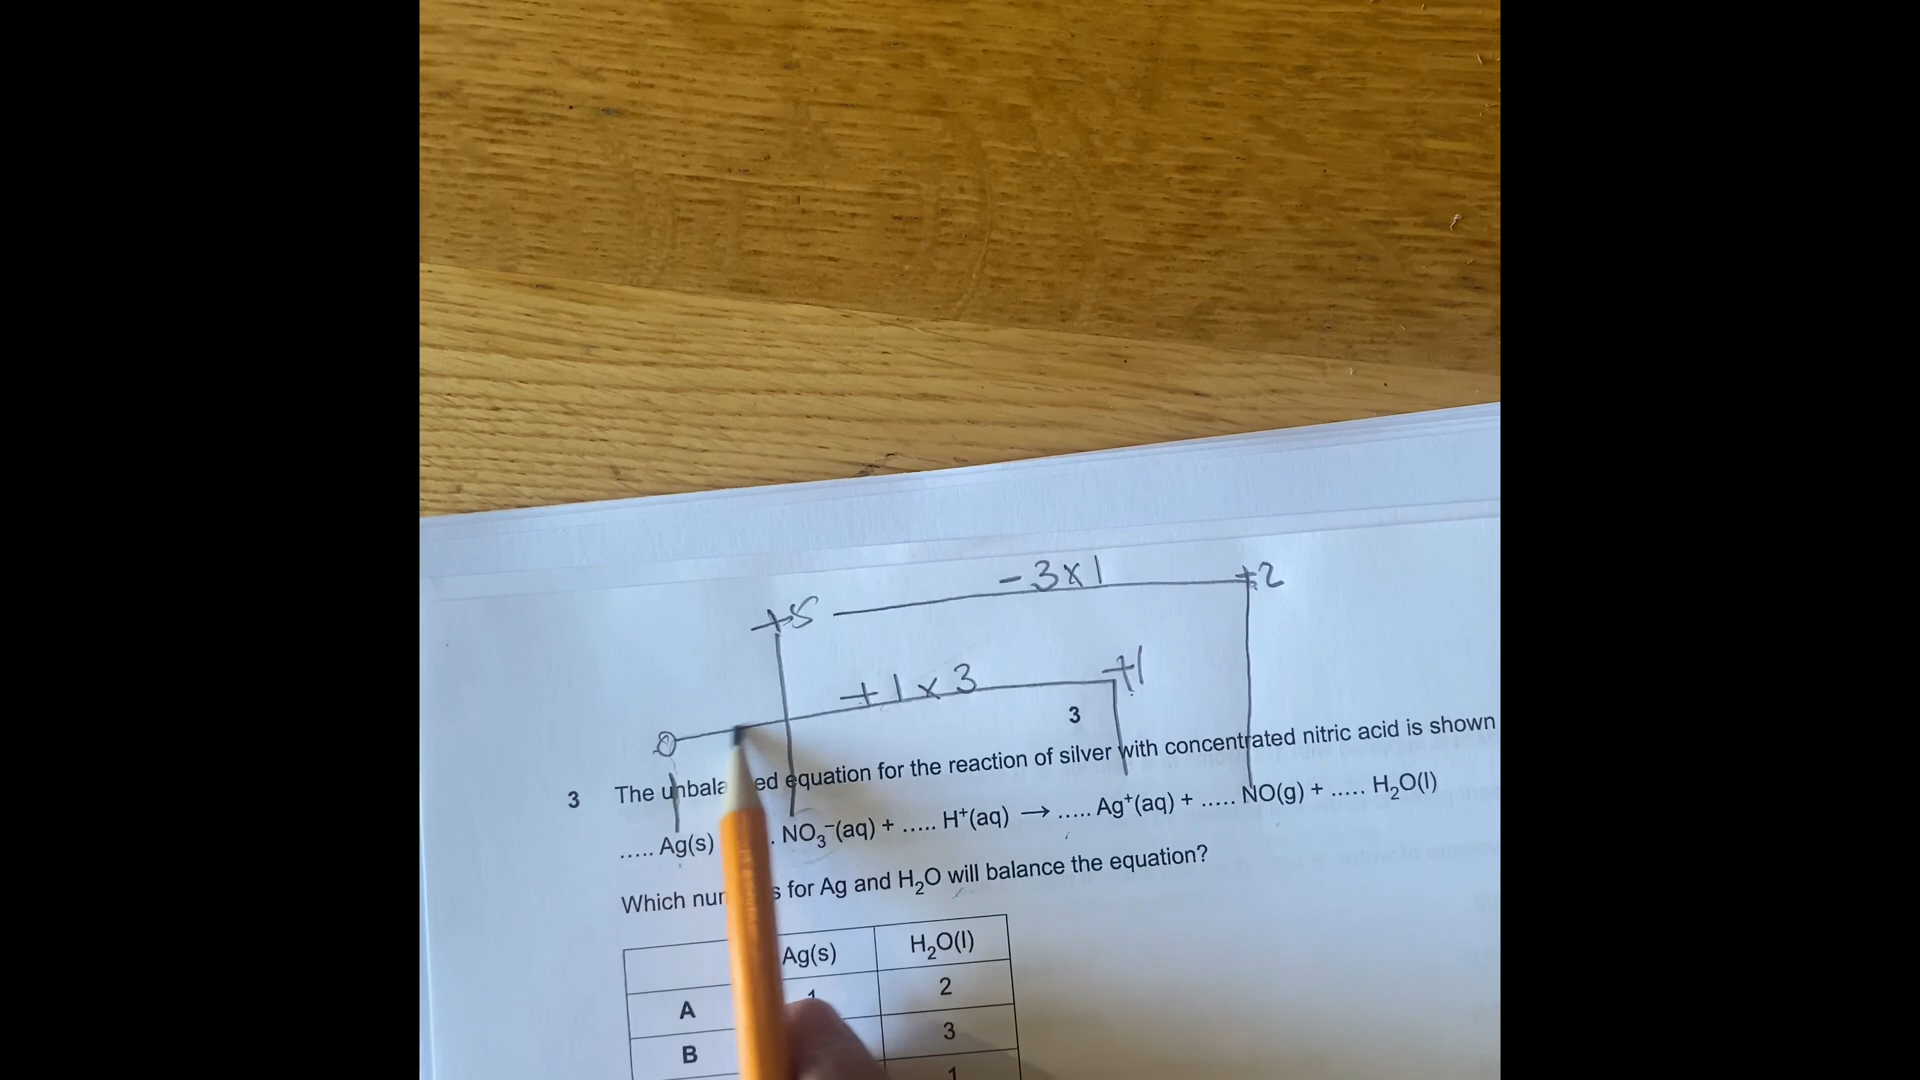 -3x1
+5 +2
+1x3 +1
0
3
3 The unbala ed equation for the reaction of silver with concentrated nitric acid is shown
..... Ag(s) . NO₃⁻(aq) + ..... H⁺(aq) → ..... Ag⁺(aq) + ..... NO(g) + ..... H₂O(l)
Which nu s for Ag and H₂O will balance the equation?
Ag(s) H₂O(l)
A 1 2
B 3
1